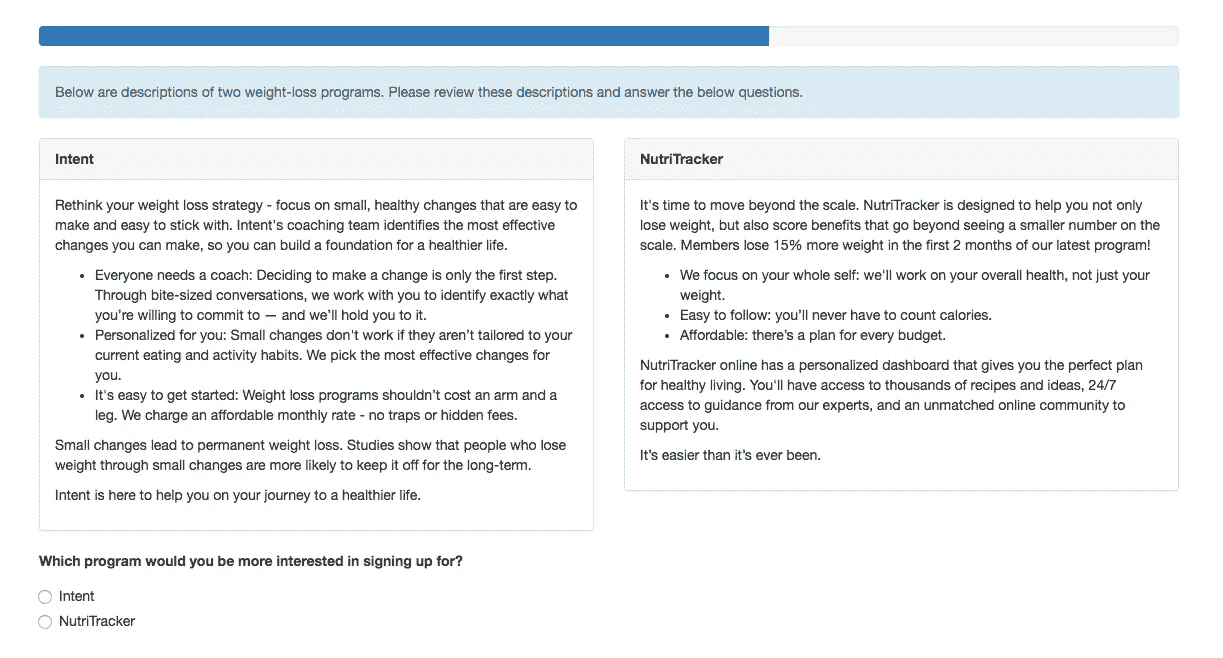 Below are descriptions of two weight-loss programs. Please review these descriptions and answer the below questions.
Intent
Rethink your weight loss strategy - focus on small, healthy changes that are easy to
make and easy to stick with. Intent's coaching team identifies the most effective
changes you can make, so you can build a foundation for a healthier life.
• Everyone needs a coach: Deciding to make a change is only the first step.
Through bite-sized conversations, we work with you to identify exactly what
you're willing to commit to — and we'll hold you to it.
• Personalized for you: Small changes don't work if they aren't tailored to your
current eating and activity habits. We pick the most effective changes for
you.
• It's easy to get started: Weight loss programs shouldn't cost an arm and a
leg. We charge an affordable monthly rate - no traps or hidden fees.
Small changes lead to permanent weight loss. Studies show that people who lose
weight through small changes are more likely to keep it off for the long-term.
Intent is here to help you on your journey to a healthier life.
NutriTracker
It's time to move beyond the scale. NutriTracker is designed to help you not only
lose weight, but also score benefits that go beyond seeing a smaller number on the
scale. Members lose 15% more weight in the first 2 months of our latest program!
• We focus on your whole self: we'll work on your overall health, not just your
weight.
• Easy to follow: you'll never have to count calories.
• Affordable: there's a plan for every budget.
NutriTracker online has a personalized dashboard that gives you the perfect plan
for healthy living. You'll have access to thousands of recipes and ideas, 24/7
access to guidance from our experts, and an unmatched online community to
support you.
It's easier than it's ever been.
Which program would you be more interested in signing up for?
Intent
NutriTracker